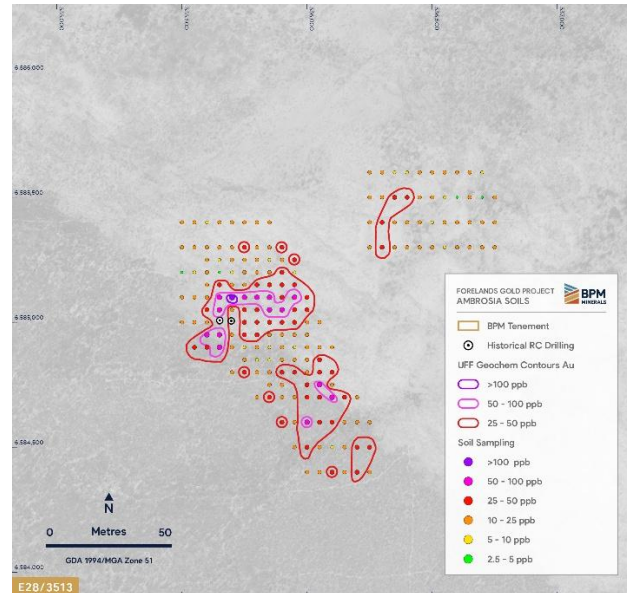 6,586,000
6,585,000
6,584,500
6,584,000
FORELANDS GOLD PROJECT
AMBROSIA SOILS
BPM
MINERALS
BPM Tenement
Historical RC Drilling
UFF Geochem Contours Au
>100 ppb
50 - 100 ppb
25 - 50 ppb
Soil Sampling
>100 ppb
50 - 100 ppb
25 - 50 ppb
10 - 25 ppb
5 - 10 ppb
2.5 - 5 ppb
N
0 Metres 50
GDA 1994/MGA Zone 51
E28/3513